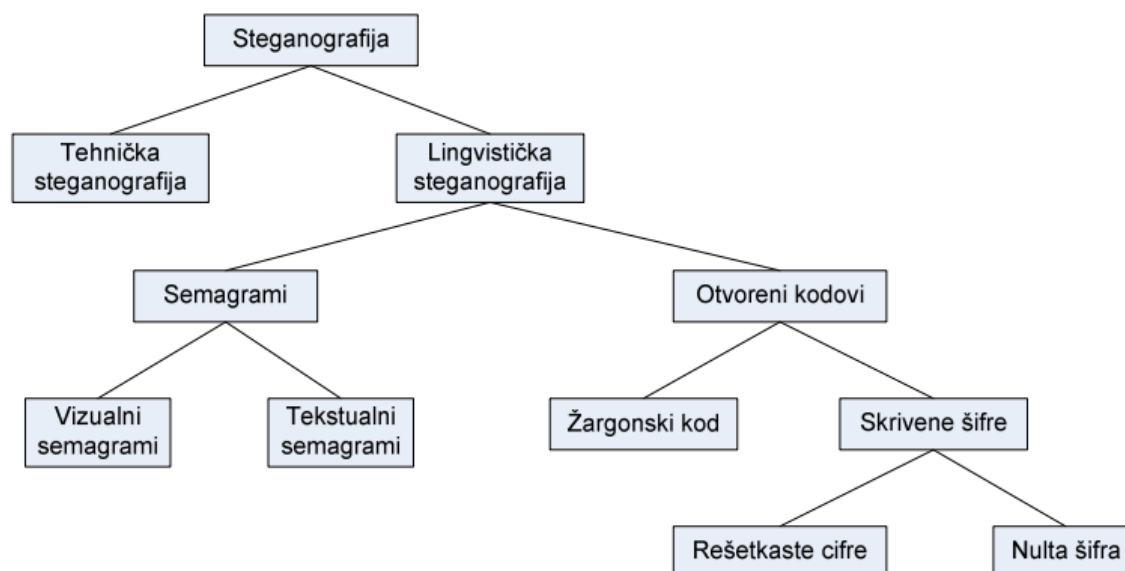 Steganografija
Tehnička
steganografija
Lingvistička
steganografija
Semagrami
Otvoreni kodovi
Vizualni
semagrami
Tekstualni
semagrami
Žargonski kod
Skrivene šifre
Rešetkaste cifre
Nulta šifra